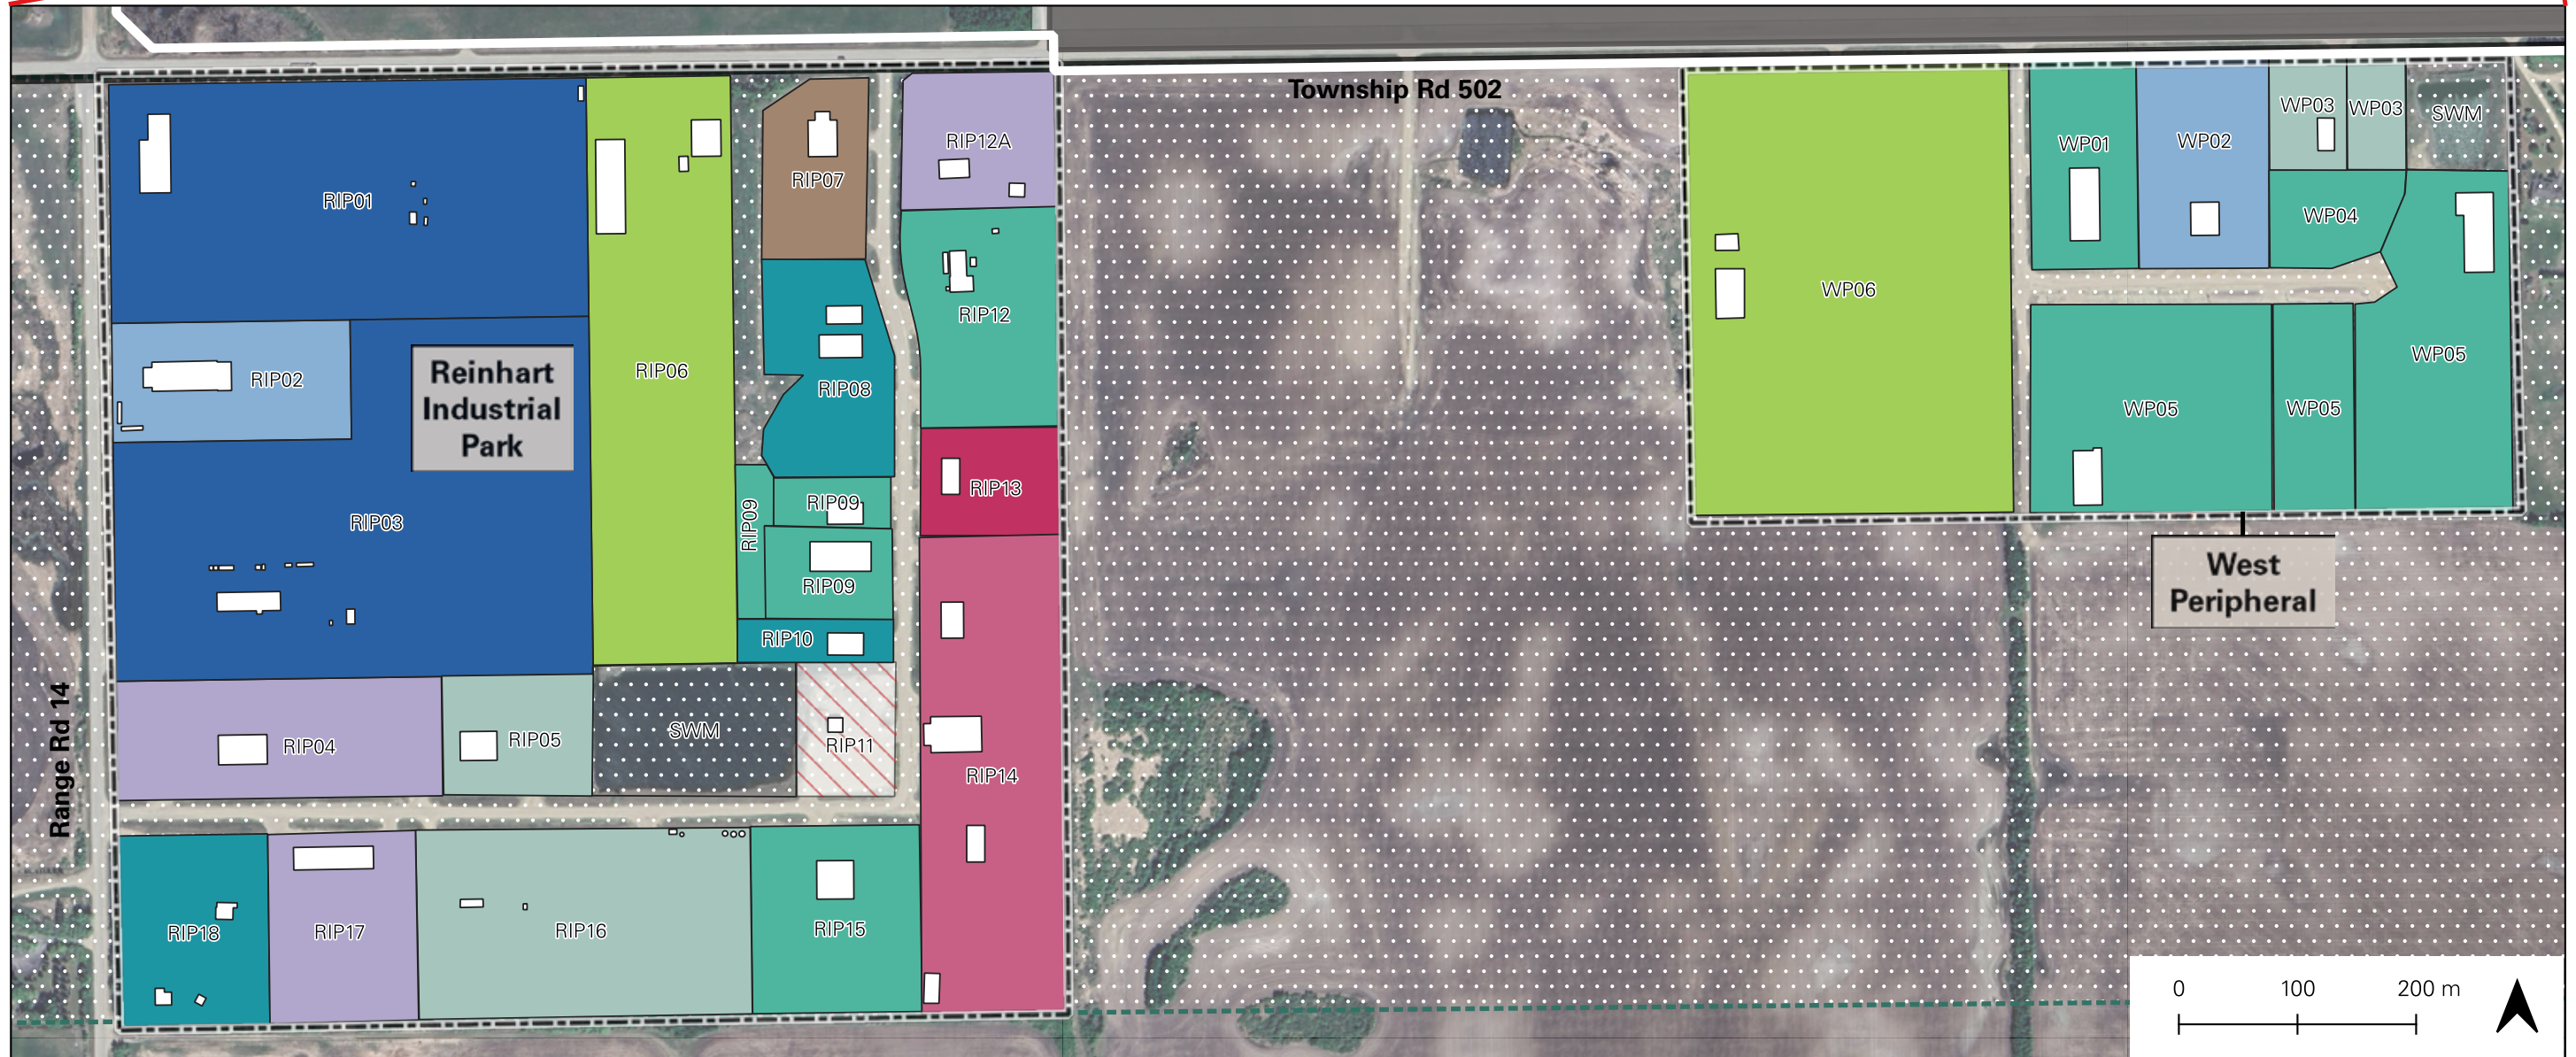 Township Rd 502
RIP12A
RIP07
RIP01
RIP12
RIP06
RIP02
RIP08
Reinhart
Industrial
Park
RIP03
RIP09
RIP09
RIP09
RIP10
RIP13
RIP14
RIP04
RIP05
SWM
RIP11
Range Rd 14
RIP18
RIP17
RIP16
RIP15
WP06
WP01
WP02
WP03
WP03
SWM
WP04
WP05
WP05
WP05
West
Peripheral
0 100 200 m